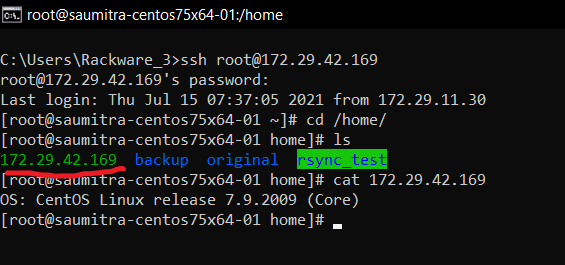 root@saumitra-centos75x64-01:/home
C:\Users\Rackware_3>ssh root@172.29.42.169
root@172.29.42.169's password:
Last login: Thu Jul 15 07:37:05 2021 from 172.29.11.30
[root@saumitra-centos75x64-01 ~]# cd /home/
[root@saumitra-centos75x64-01 home]# ls
172.29.42.169  backup  original  rsync_test
[root@saumitra-centos75x64-01 home]# cat 172.29.42.169
OS: CentOS Linux release 7.9.2009 (Core)
[root@saumitra-centos75x64-01 home]#